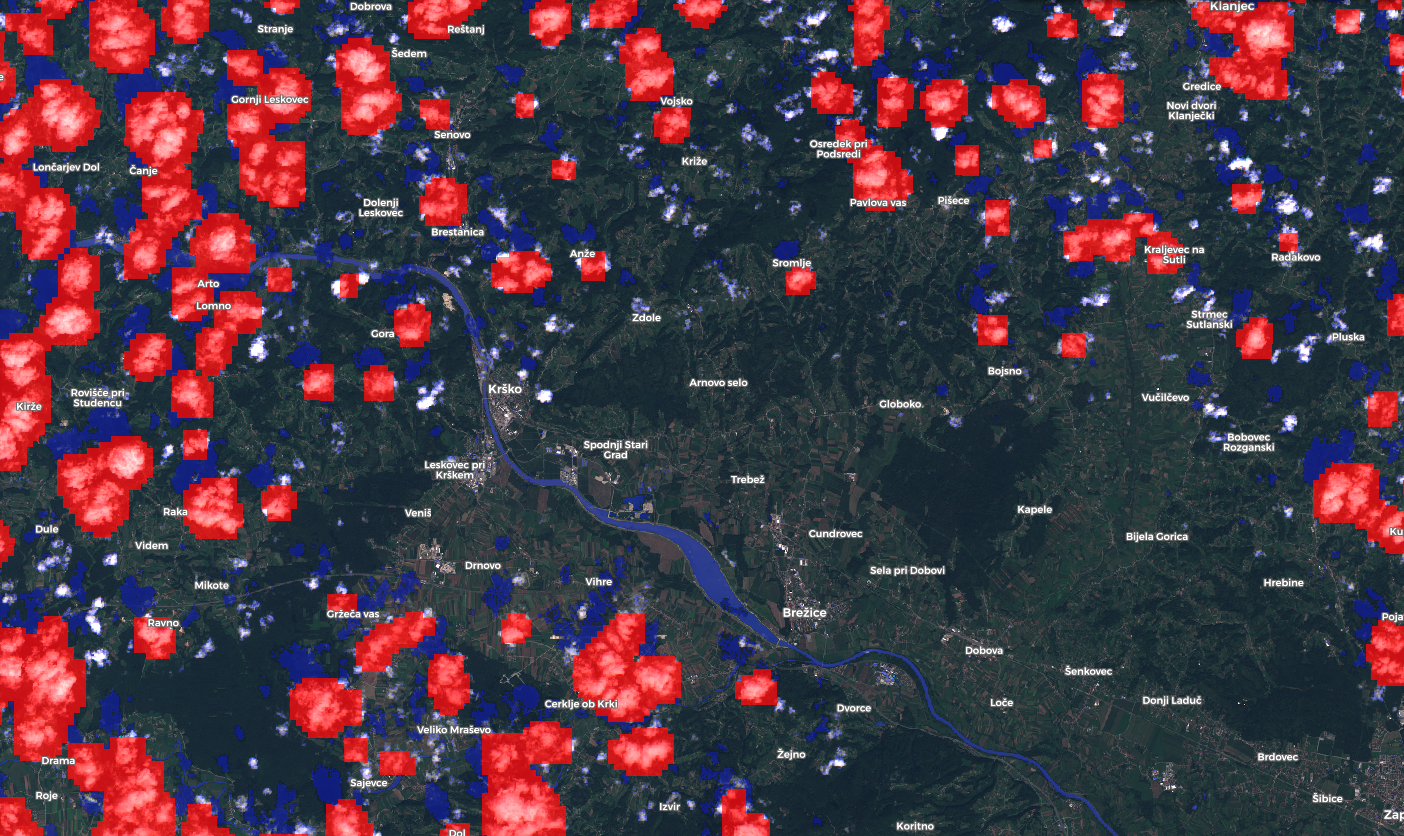 Dobrova
Klanjec
Stranje
Reštanj
Šedem
e
Gredice
Gornji Leskovec
Vojsko
Novi dvori
Klanječki
Senovo
Osredek pri
Podsredi
Križe
Lončarjev Dol
Čanje
Pavlova vas
Pišece
Dolenji
Leskovec
Brestanica
Anže
Kraljevec na
Sutli
Radakovo
Sromlje
Arto
Lomno
Zdole
Strmec
Sutlanski
Gora
Pluska
Bojsno
Arnovo selo
Krško
Rovišče pri
Studencu
Vučilčevo
Kirže
Globoko
Bobovec
Rozganski
Spodnji Stari
Grad
Leskovec pri
Krškem
Trebež
Raka
Veniš
Kapele
Dule
Cundrovec
Bijela Gorica
Ku
Videm
Drnovo
Sela pri Dobovi
Mikote
Vihre
Hrebine
Gržeča vas
Brežice
Poja
Ravno
Dobova
Šenkovec
Cerklje ob Krki
Dvorce
Loče
Donji Laduč
Veliko Mraševo
Drama
Žejno
Brdovec
Sajevce
Roje
Izvir
Šibice
Zap
Koritno
Dol